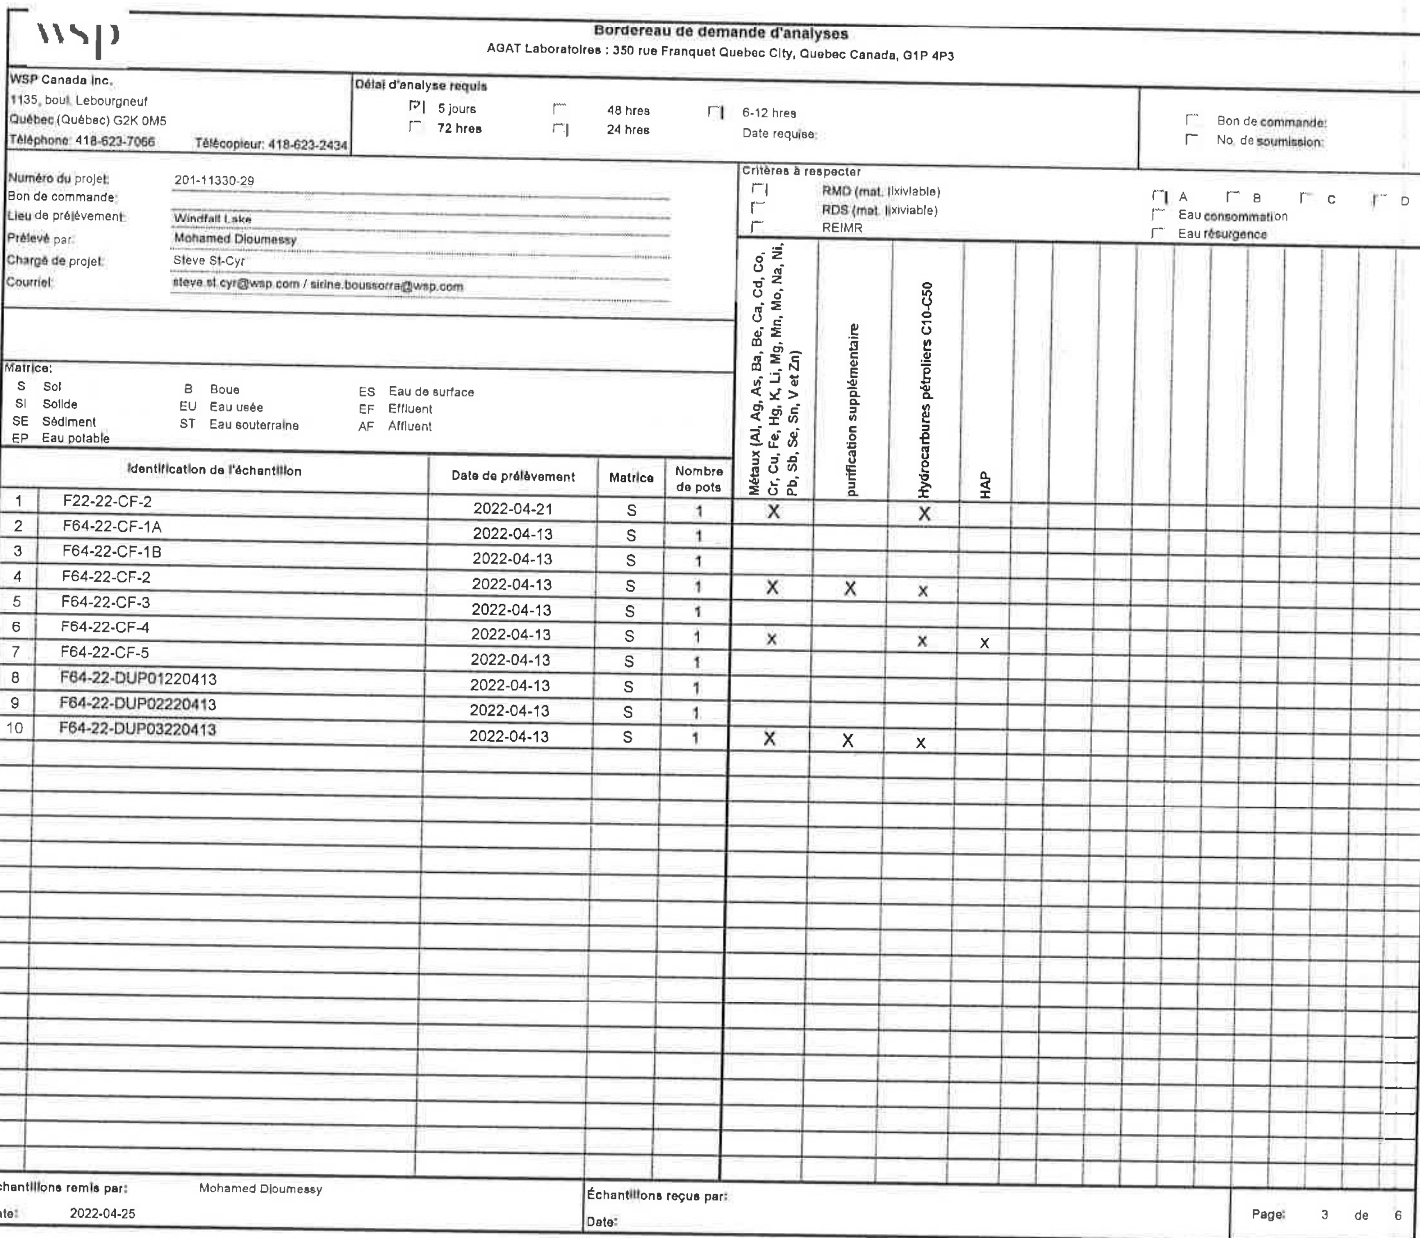 wsp
Bordereau de demande d'analyses
AGAT Laboratoires : 350 rue Franquet Quebec City, Quebec Canada, G1P 4P3
WSP Canada Inc.
1135, boul. Lebourgneuf
Québec (Québec) G2K 0M5
Téléphone: 418-623-7066 Télécopieur: 418-623-2434
Délai d'analyse requis
5 jours 48 hres 6-12 hres
72 hres 24 hres Date requise:
Bon de commande:
No. de soumission:
Numéro du projet: 201-11330-29
Bon de commande:
Lieu de prélèvement: Windfall Lake
Prélevé par: Mohamed Dioumessy
Chargé de projet: Steve St-Cyr
Courriel: steve.st.cyr@wsp.com / sirine.boussorra@wsp.com
Critères à respecter
RMD (mat. lixiviable) A B C D
RDS (mat. lixiviable) Eau consommation
REIMR Eau résurgence
Matrice:
S Sol B Boue ES Eau de surface
SI Solide EU Eau usée EF Effluent
SE Sédiment ST Eau souterraine AF Affluent
EP Eau potable
Métaux (Al, Ag, As, Ba, Be, Ca, Cd, Co,
Cr, Cu, Fe, Hg, K, Li, Mg, Mn, Mo, Na, Ni,
Pb, Sb, Se, Sn, V et Zn)
purification supplémentaire
Hydrocarbures pétroliers C10-C50
HAP
Identification de l'échantillon Date de prélèvement Matrice Nombre de pots
1 F22-22-CF-2 2022-04-21 S 1 X X
2 F64-22-CF-1A 2022-04-13 S 1
3 F64-22-CF-1B 2022-04-13 S 1
4 F64-22-CF-2 2022-04-13 S 1 X X x
5 F64-22-CF-3 2022-04-13 S 1
6 F64-22-CF-4 2022-04-13 S 1 x x x
7 F64-22-CF-5 2022-04-13 S 1
8 F64-22-DUP01220413 2022-04-13 S 1
9 F64-22-DUP02220413 2022-04-13 S 1
10 F64-22-DUP03220413 2022-04-13 S 1 X X x
chantillons remis par: Mohamed Dioumessy
ate: 2022-04-25
Échantillons reçus par:
Date:
Page: 3 de 6